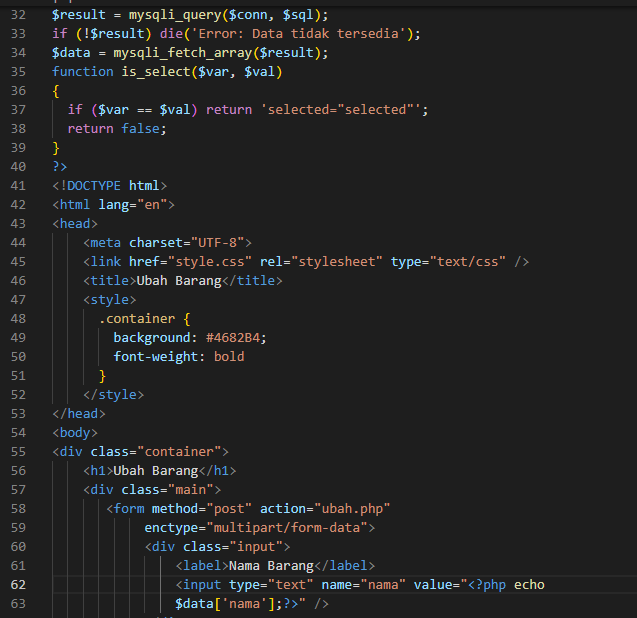 32 $result = mysqli_query($conn, $sql);
33 if (!$result) die('Error: Data tidak tersedia');
34 $data = mysqli_fetch_array($result);
35 function is_select($var, $val)
36 {
37   if ($var == $val) return 'selected="selected"';
38   return false;
39 }
40 ?>
41 <!DOCTYPE html>
42 <html lang="en">
43 <head>
44     <meta charset="UTF-8">
45     <link href="style.css" rel="stylesheet" type="text/css" />
46     <title>Ubah Barang</title>
47     <style>
48       .container {
49         background: #4682B4;
50         font-weight: bold
51       }
52     </style>
53 </head>
54 <body>
55 <div class="container">
56     <h1>Ubah Barang</h1>
57     <div class="main">
58        <form method="post" action="ubah.php"
59             enctype="multipart/form-data">
60             <div class="input">
61                 <label>Nama Barang</label>
62                 <input type="text" name="nama" value="<?php echo
63                 $data['nama'];?>" />